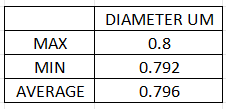 DIAMETER UM
MAX 0.8
MIN 0.792
AVERAGE 0.796